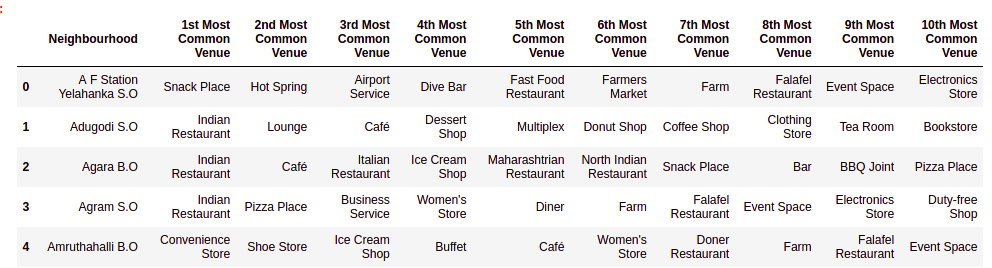 :
Neighbourhood 1st Most Common Venue 2nd Most Common Venue 3rd Most Common Venue 4th Most Common Venue 5th Most Common Venue 6th Most Common Venue 7th Most Common Venue 8th Most Common Venue 9th Most Common Venue 10th Most Common Venue
0 A F Station Yelahanka S.O Snack Place Hot Spring Airport Service Dive Bar Fast Food Restaurant Farmers Market Farm Falafel Restaurant Event Space Electronics Store
1 Adugodi S.O Indian Restaurant Lounge Café Dessert Shop Multiplex Donut Shop Coffee Shop Clothing Store Tea Room Bookstore
2 Agara B.O Indian Restaurant Café Italian Restaurant Ice Cream Shop Maharashtrian Restaurant North Indian Restaurant Snack Place Bar BBQ Joint Pizza Place
3 Agram S.O Indian Restaurant Pizza Place Business Service Women's Store Diner Farm Falafel Restaurant Event Space Electronics Store Duty-free Shop
4 Amruthahalli B.O Convenience Store Shoe Store Ice Cream Shop Buffet Café Women's Store Doner Restaurant Farm Falafel Restaurant Event Space